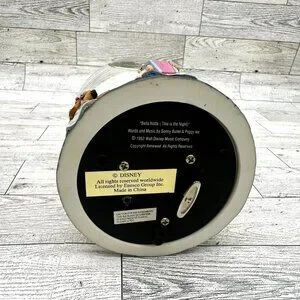 "Bella Notte (This is the Night)"
Words and Music by Sonny Burke & Peggy Lee
© 1952 Walt Disney Music Company
Copyright Renewed. All Rights Reserved.
© DISNEY
All rights reserved worldwide
Licensed by Enesco Group Inc.
Made in China